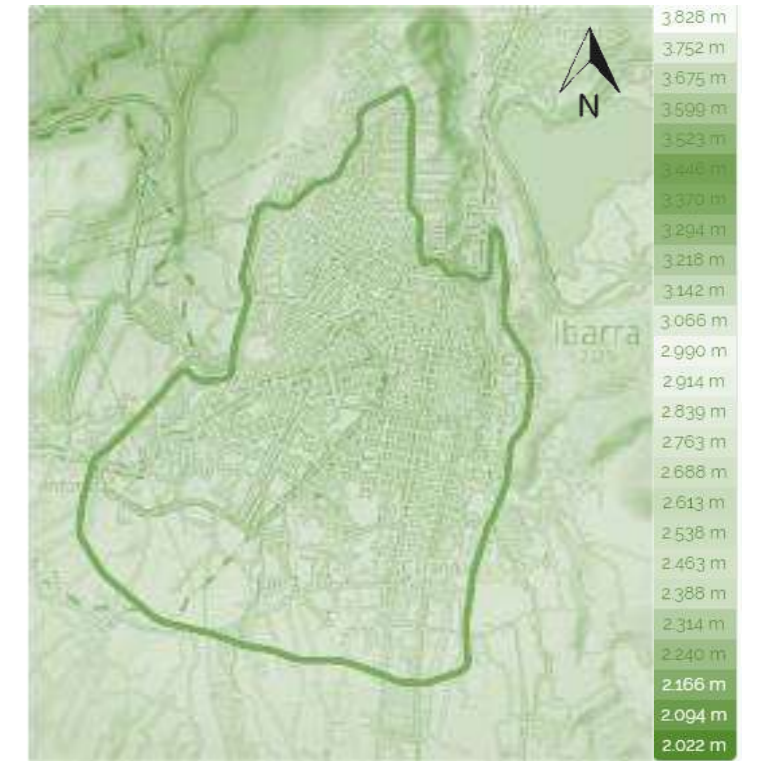 N
Ibarra
3.828 m
3.752 m
3.675 m
3.599 m
3.523 m
3.446 m
3.370 m
3.294 m
3.218 m
3.142 m
3.066 m
2.990 m
2.914 m
2.839 m
2.763 m
2.688 m
2.613 m
2.538 m
2.463 m
2.388 m
2.314 m
2.240 m
2.166 m
2.094 m
2.022 m